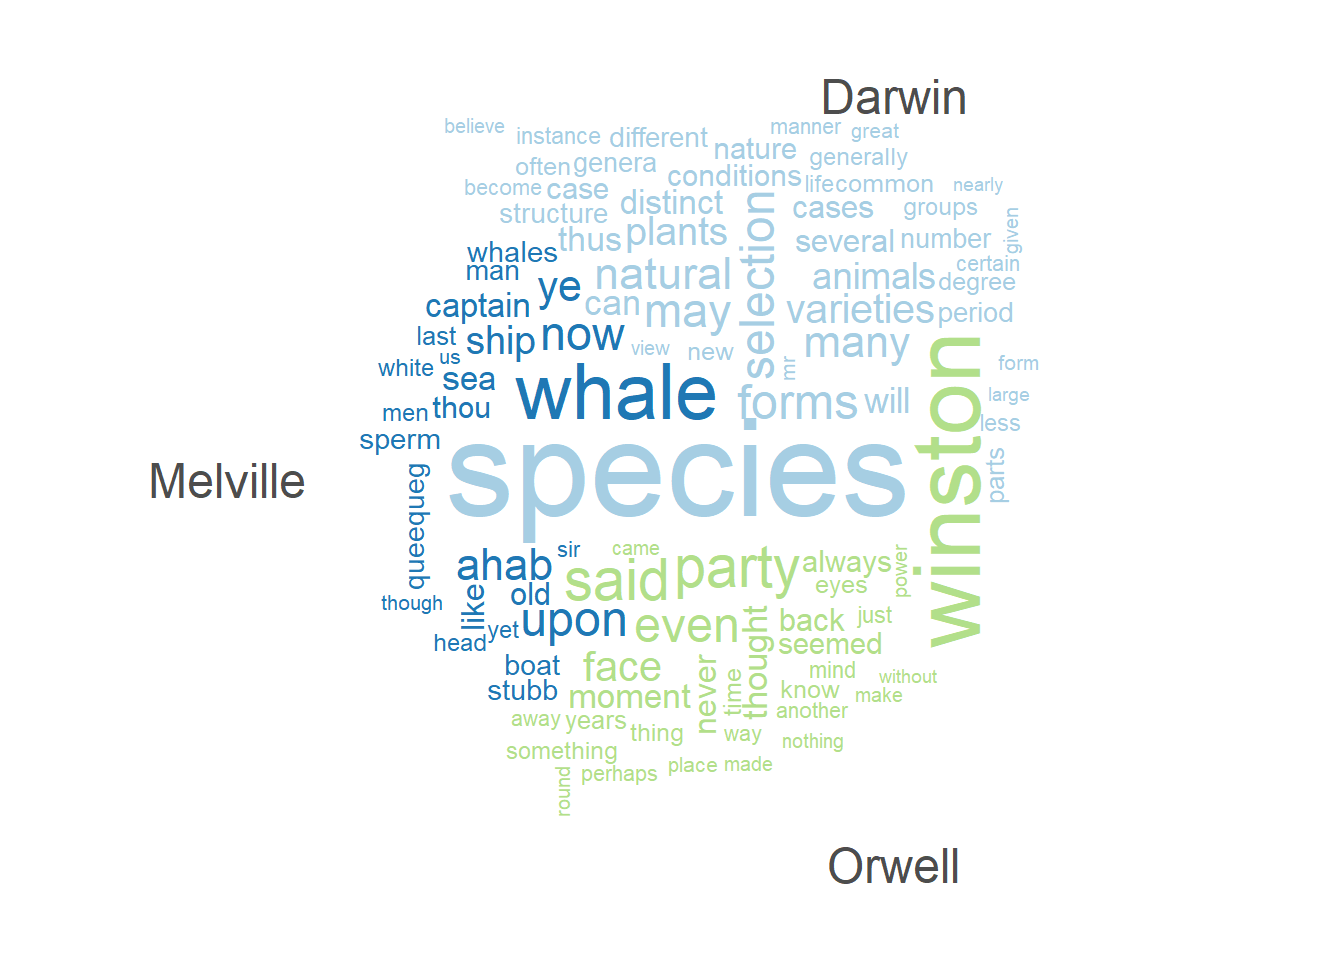 Darwin
believe
instance
different
manner
great
often
genera
nature
generally
conditions
become
case
life
common
nearly
structure
distinct
selection
cases
groups
given
whales
thus
plants
several
number
man
ye
natural
animals
certain
degree
captain
can
may
varieties
period
last
ship
now
view
new
mr
many
winston
form
white
us
sea
whale
forms
will
large
men
thou
less
sperm
species
parts
Melville
queequeg
ahab
sir
came
said
party
always
power
eyes
though
like
old
upon
even
thought
back
just
head
yet
seemed
boat
face
never
mind
without
stubb
moment
time
know
make
another
away
years
thing
way
nothing
something
round
perhaps
place
made
Orwell